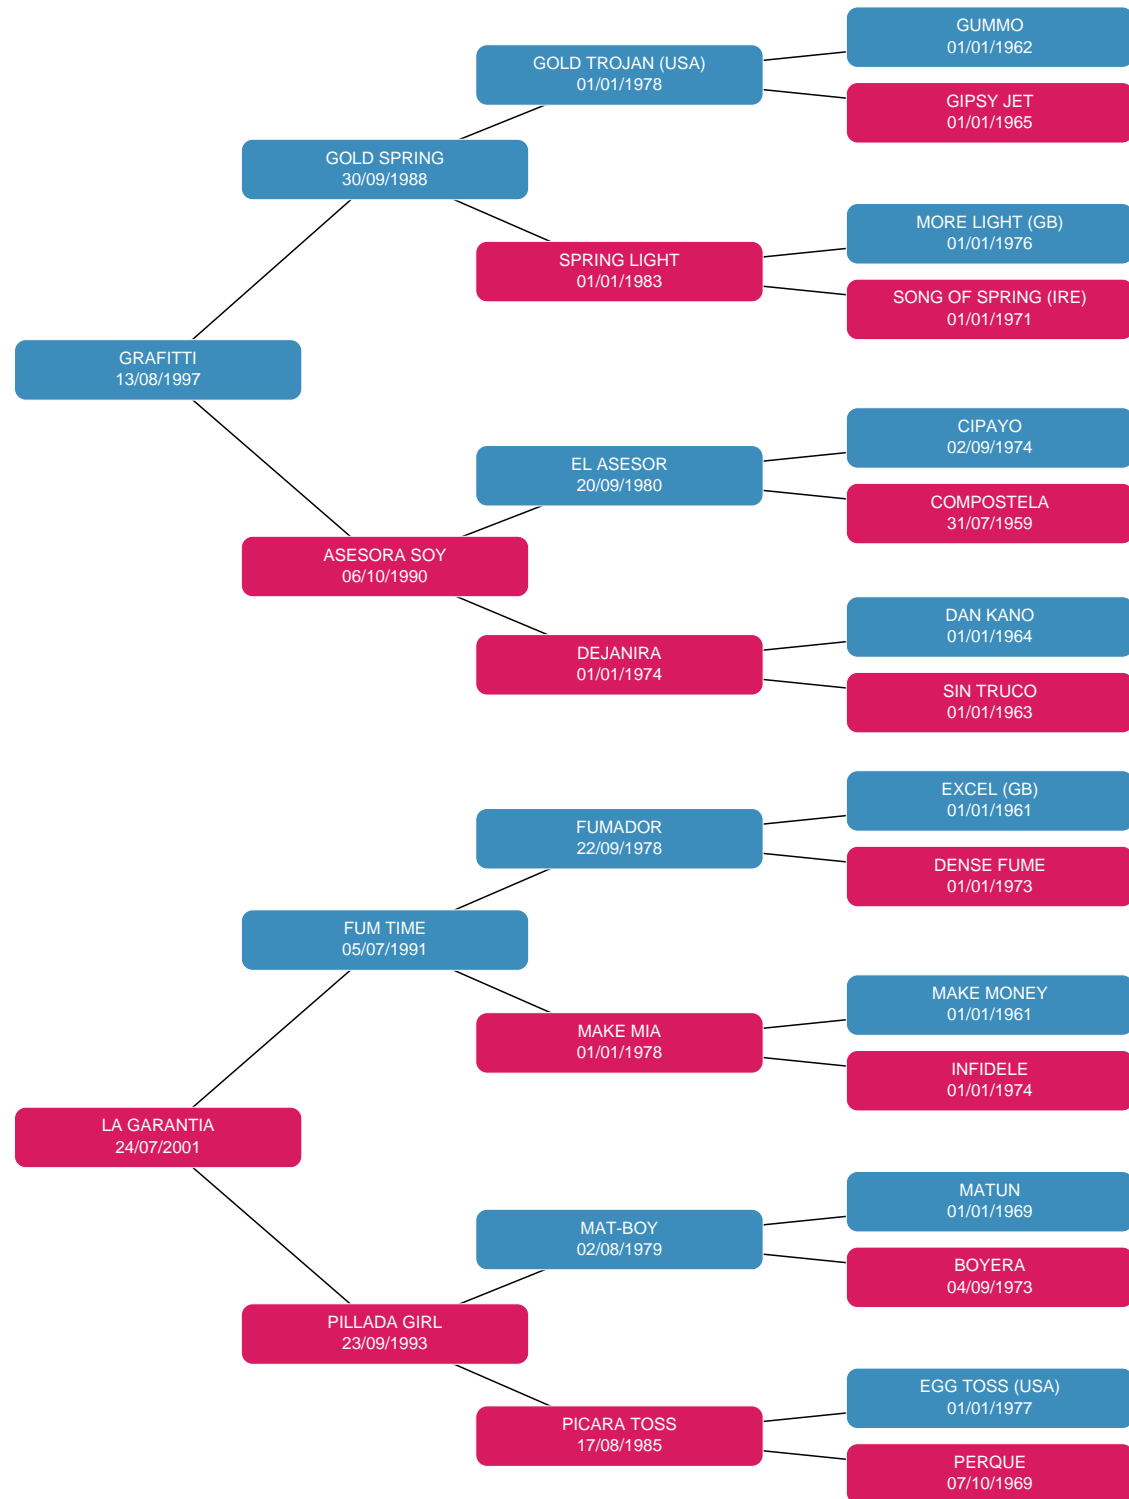 GUMMO
01/01/1962
GOLD TROJAN (USA)
01/01/1978
GIPSY JET
01/01/1965
GOLD SPRING
30/09/1988
MORE LIGHT (GB)
01/01/1976
SPRING LIGHT
01/01/1983
SONG OF SPRING (IRE)
01/01/1971
GRAFITTI
13/08/1997
CIPAYO
02/09/1974
EL ASESOR
20/09/1980
COMPOSTELA
31/07/1959
ASESORA SOY
06/10/1990
DAN KANO
01/01/1964
DEJANIRA
01/01/1974
SIN TRUCO
01/01/1963
EXCEL (GB)
01/01/1961
FUMADOR
22/09/1978
DENSE FUME
01/01/1973
FUM TIME
05/07/1991
MAKE MONEY
01/01/1961
MAKE MIA
01/01/1978
INFIDELE
01/01/1974
LA GARANTIA
24/07/2001
MATUN
01/01/1969
MAT-BOY
02/08/1979
BOYERA
04/09/1973
PILLADA GIRL
23/09/1993
EGG TOSS (USA)
01/01/1977
PICARA TOSS
17/08/1985
PERQUE
07/10/1969